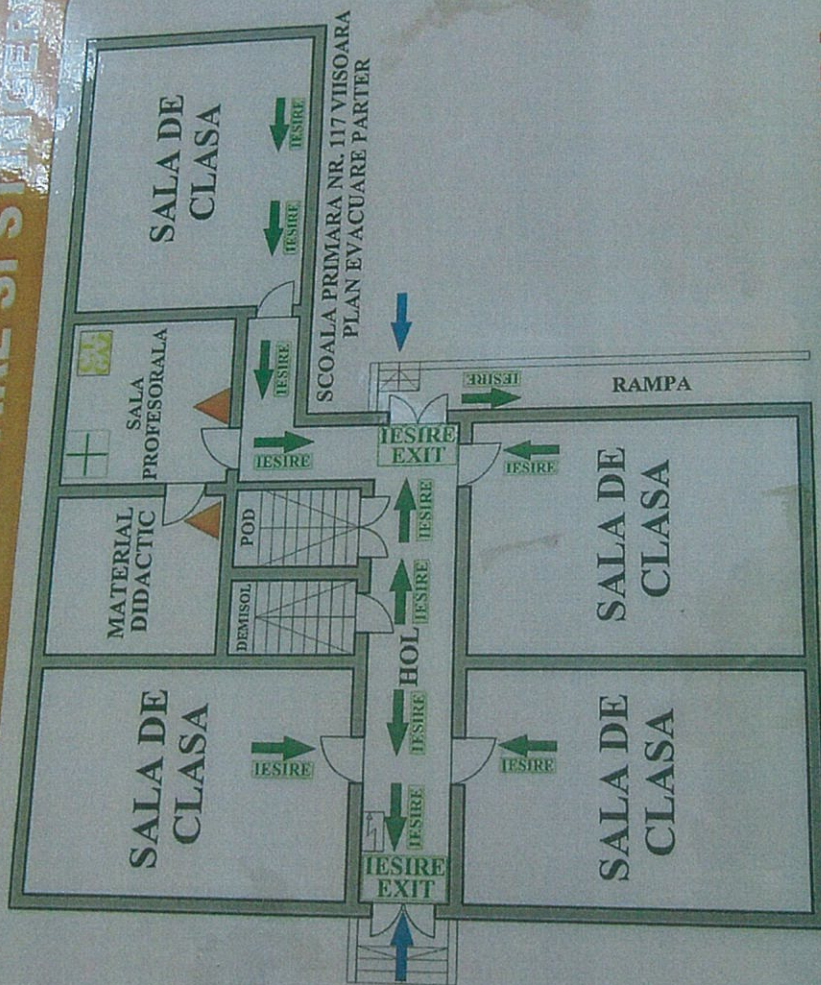 SCOALA PRIMARA NR. 117 VIISOARA
PLAN EVACUARE PARTER
SALA DE
CLASA
IESIRE
IESIRE
SALA
PROFESORALA
IESIRE
IESIRE
MATERIAL
DIDACTIC
POD
DEMISOL
SALA DE
CLASA
IESIRE
HOL
IESIRE
IESIRE
IESIRE
IESIRE
IESIRE
EXIT
IESIRE
EXIT
IESIRE
RAMPA
IESIRE
SALA DE
CLASA
IESIRE
SALA DE
CLASA